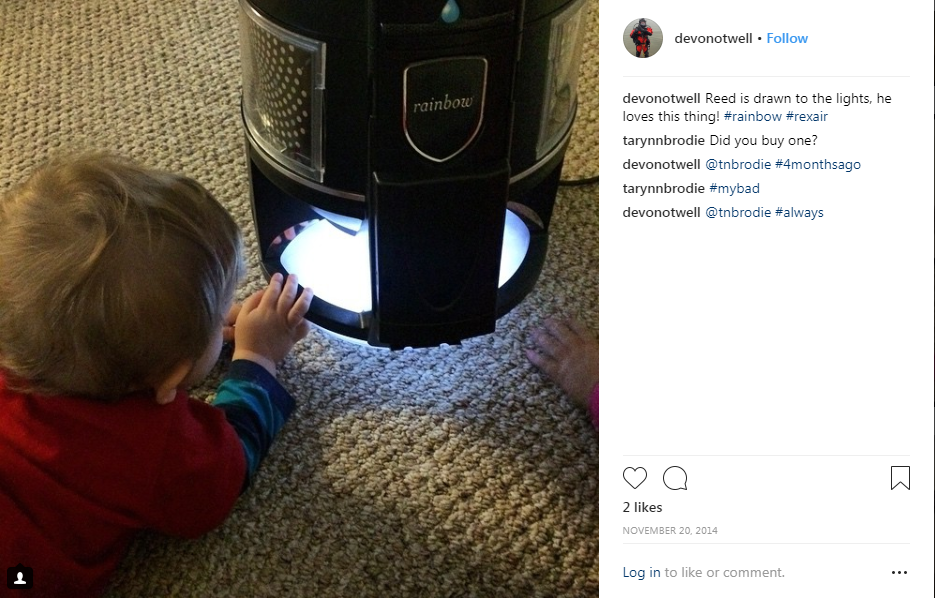 rainbow
devonotwell • Follow
devonotwell Reed is drawn to the lights, he
loves this thing! #rainbow #rexair
tarynnbrodie Did you buy one?
devonotwell @tnbrodie #4monthsago
tarynnbrodie #mybad
devonotwell @tnbrodie #always
2 likes
NOVEMBER 20, 2014
Log in to like or comment.